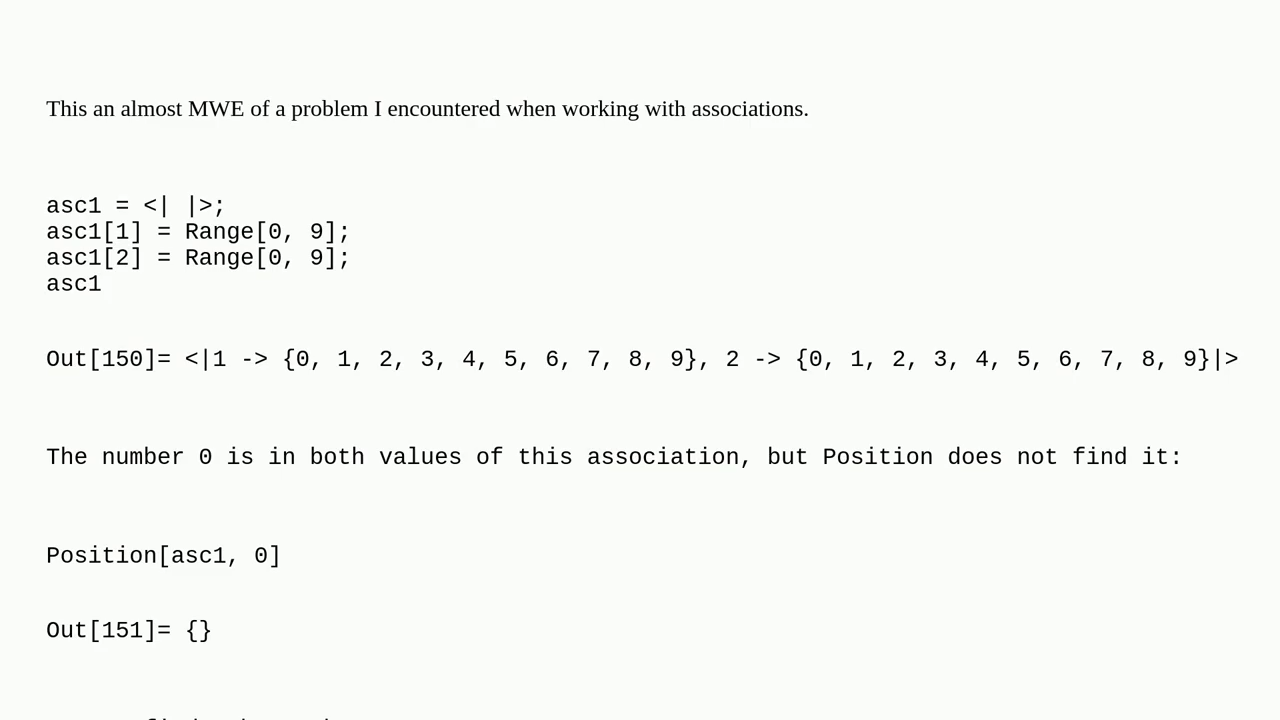 This an almost MWE of a problem I encountered when working with associations.
asc1 = <| |>;
asc1[1] = Range[0, 9];
asc1[2] = Range[0, 9];
asc1
Out[150]= <|1 -> {0, 1, 2, 3, 4, 5, 6, 7, 8, 9}, 2 -> {0, 1, 2, 3, 4, 5, 6, 7, 8, 9}|>
The number 0 is in both values of this association, but Position does not find it:
Position[asc1, 0]
Out[151]= {}